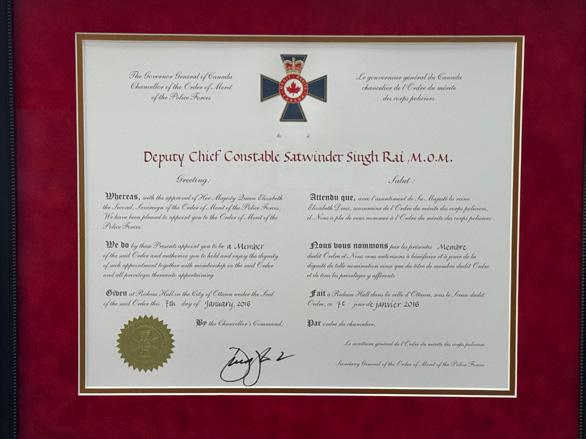 The Governor General of Canada
Chancellor of the Order of Merit
of the Police Forces
Le gouverneur général du Canada
chancelier de l'Ordre du mérite
des corps policiers
to
à
Deputy Chief Constable Satwinder Singh Rai, M.O.M.
Greeting:
Whereas, with the approval of Her Majesty Queen Elizabeth
the Second, Sovereign of the Order of Merit of the Police Forces,
We have been pleased to appoint you to the Order of Merit of the
Police Forces
We do by these Presents appoint you to be a Member
of the said Order and authorize you to hold and enjoy the dignity
of such appointment together with membership in the said Order
and all privileges thereunto appertaining
Given at Rideau Hall in the City of Ottawa under the Seal
of the said Order this 7th day of January, 2016
By the Chancellor's Command,
Salut:
Attendu que, avec l'assentiment de Sa Majesté la reine
Elizabeth Deux, souveraine de l'Ordre du mérite des corps policiers,
il Nous a plu de vous nommer à l'Ordre du mérite des corps policiers
Nous vous nommons par les présentes Membre
dudit Ordre et Nous vous autorisons à bénéficier et à jouir de la
dignité de telle nomination ainsi que du titre de membre dudit Ordre
et de tous les privilèges y afférents
Fait à Rideau Hall dans la ville d'Ottawa, sous le Sceau dudit
Ordre, ce 7e jour de janvier 2016
Par ordre du chancelier,
Le secrétaire général de l'Ordre du mérite des corps policiers
Secretary General of the Order of Merit of the Police Forces